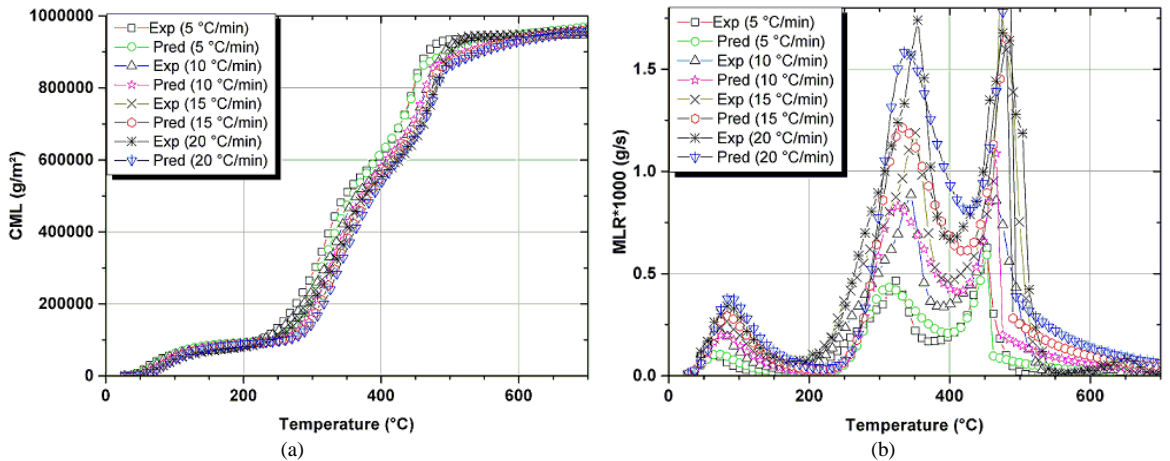 1000000
800000
600000
400000
200000
0
CML (g/m²)
Exp (5 °C/min)
Pred (5 °C/min)
Exp (10 °C/min)
Pred (10 °C/min)
Exp (15 °C/min)
Pred (15 °C/min)
Exp (20 °C/min)
Pred (20 °C/min)
0 200 400 600
Temperature (°C)
(a)
1.5
1.0
0.5
0.0
MLR*1000 (g/s)
Exp (5 °C/min)
Pred (5 °C/min)
Exp (10 °C/min)
Pred (10 °C/min)
Exp (15 °C/min)
Pred (15 °C/min)
Exp (20 °C/min)
Pred (20 °C/min)
0 200 400 600
Temperature (°C)
(b)